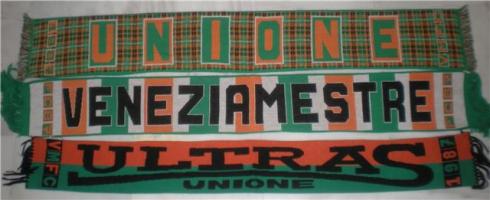 UNIONE
VENEZIAMESTRE
VMFC ULTRAS 1987
UNIONE